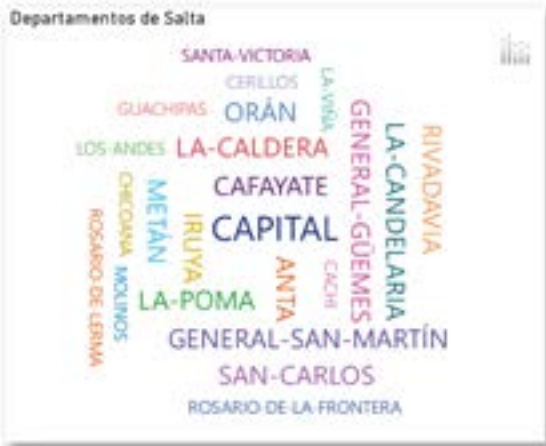 Departamentos de Salta
SANTA-VICTORIA
CERILLOS
LA-VIÑA
GUACHIPAS
ORÁN
GENERAL-GÜEMES
LA-CANDELARIA
RIVADAVIA
LOS-ANDES
LA-CALDERA
CHICOANA
METÁN
CAFAYATE
IRUYA
CAPITAL
ROSARIO-DE-LERMA
MOLINOS
LA-POMA
ANTA
CACHI
GENERAL-SAN-MARTÍN
SAN-CARLOS
ROSARIO-DE-LA-FRONTERA